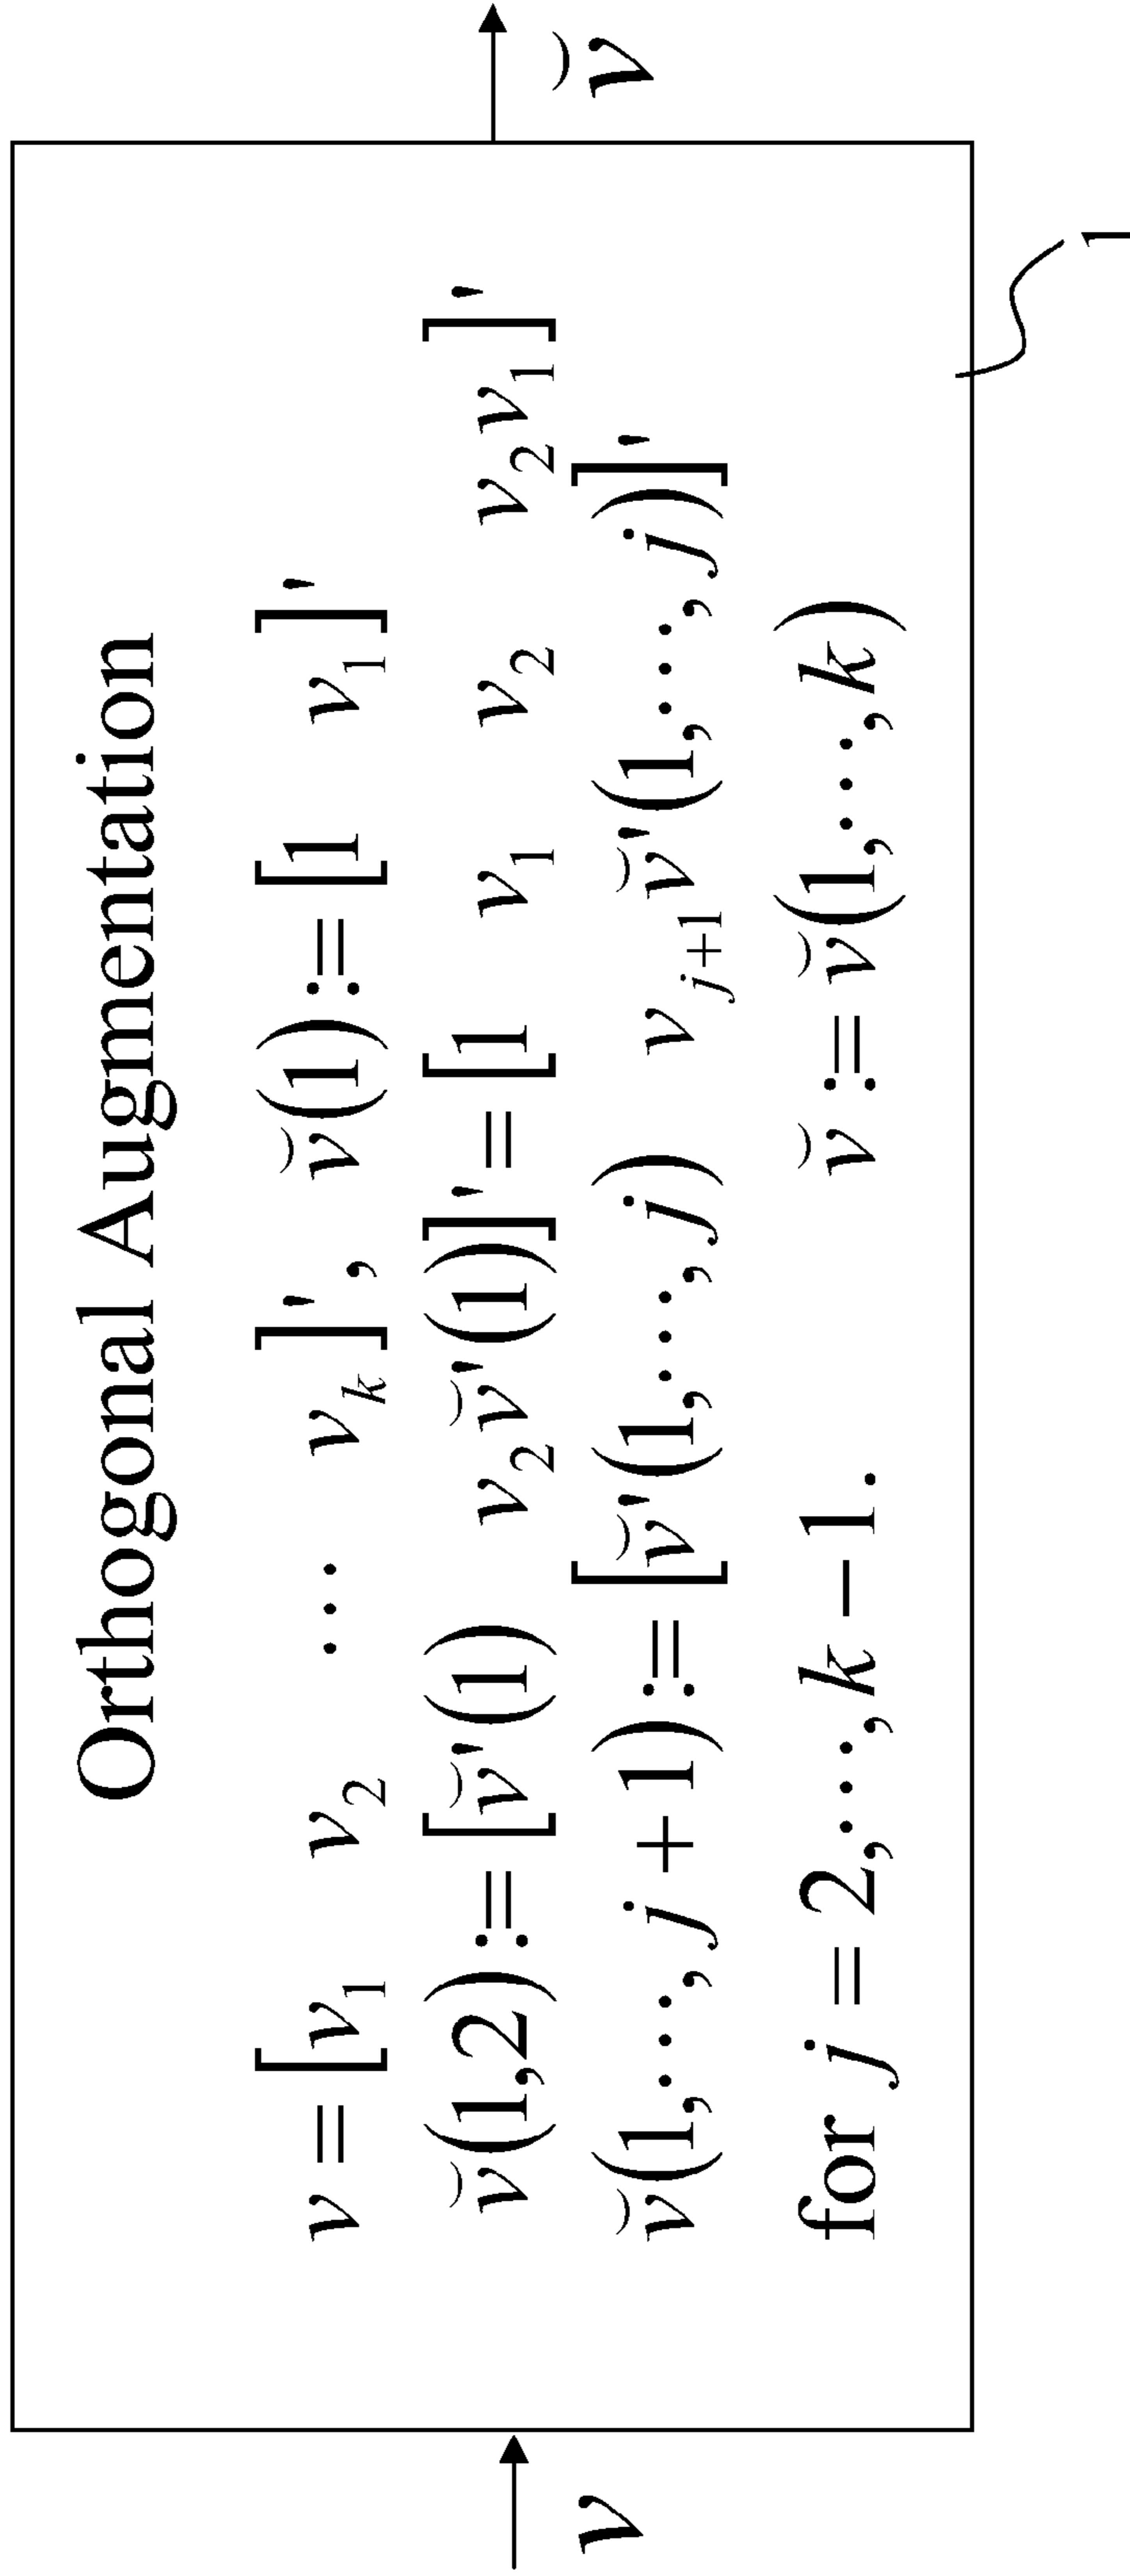 Orthogonal Augmentation
v = [v₁ v₂ ⋯ vₖ]', v̆(1) := [1 v₁]'
v̆(1,2) := [v̆'(1) v₂v̆'(1)]' = [1 v₁ v₂ v₂v₁]'
v̆(1,⋯,j+1) := [v̆'(1,⋯,j) vⱼ₊₁v̆'(1,⋯,j)]'
for j = 2,⋯,k−1. v̆ := v̆(1,⋯,k)
v
v̆
1